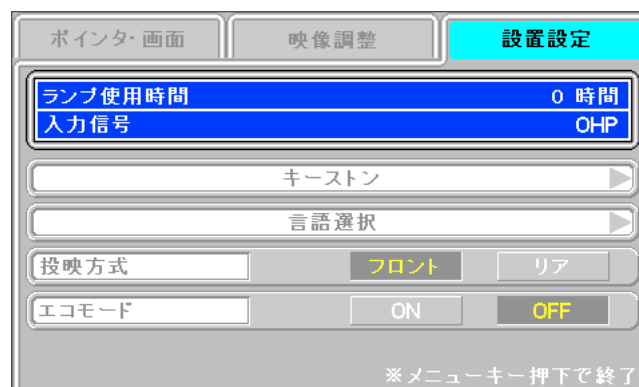 ポインタ・画面 映像調整 設置設定
ランプ使用時間 0 時間
入力信号 OHP
キーストン
言語選択
投映方式 フロント リア
エコモード ON OFF
※メニューキー押下で終了